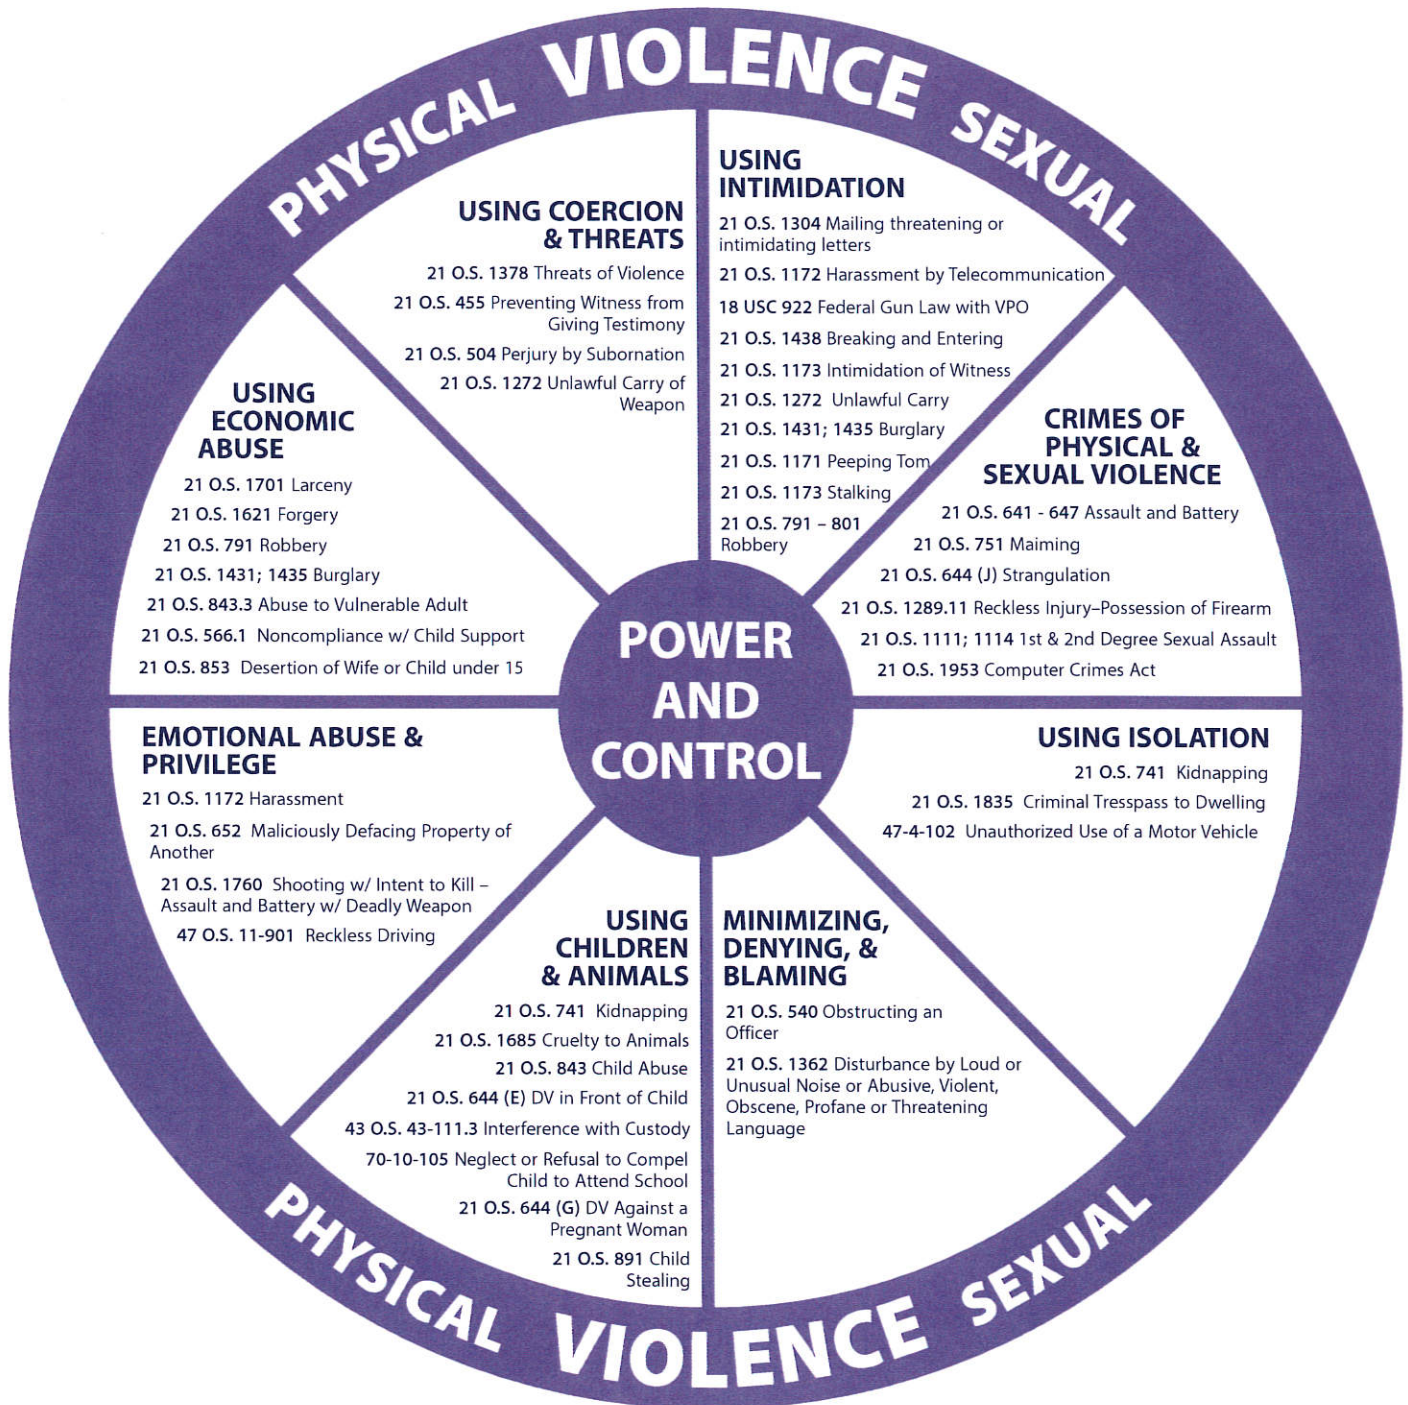 PHYSICAL VIOLENCE SEXUAL
USING COERCION
& THREATS
21 O.S. 1378 Threats of Violence
21 O.S. 455 Preventing Witness from
Giving Testimony
21 O.S. 504 Perjury by Subornation
21 O.S. 1272 Unlawful Carry of
Weapon
USING
INTIMIDATION
21 O.S. 1304 Mailing threatening or
intimidating letters
21 O.S. 1172 Harassment by Telecommunication
18 USC 922 Federal Gun Law with VPO
21 O.S. 1438 Breaking and Entering
21 O.S. 1173 Intimidation of Witness
21 O.S. 1272 Unlawful Carry
21 O.S. 1431; 1435 Burglary
21 O.S. 1171 Peeping Tom
21 O.S. 1173 Stalking
21 O.S. 791 – 801
Robbery
CRIMES OF
PHYSICAL &
SEXUAL VIOLENCE
21 O.S. 641 - 647 Assault and Battery
21 O.S. 751 Maiming
21 O.S. 644 (J) Strangulation
21 O.S. 1289.11 Reckless Injury–Possession of Firearm
21 O.S. 1111; 1114 1st & 2nd Degree Sexual Assault
21 O.S. 1953 Computer Crimes Act
USING
ECONOMIC
ABUSE
21 O.S. 1701 Larceny
21 O.S. 1621 Forgery
21 O.S. 791 Robbery
21 O.S. 1431; 1435 Burglary
21 O.S. 843.3 Abuse to Vulnerable Adult
21 O.S. 566.1 Noncompliance w/ Child Support
21 O.S. 853 Desertion of Wife or Child under 15
POWER
AND
CONTROL
EMOTIONAL ABUSE &
PRIVILEGE
21 O.S. 1172 Harassment
21 O.S. 652 Maliciously Defacing Property of
Another
21 O.S. 1760 Shooting w/ Intent to Kill –
Assault and Battery w/ Deadly Weapon
47 O.S. 11-901 Reckless Driving
USING ISOLATION
21 O.S. 741 Kidnapping
21 O.S. 1835 Criminal Tresspass to Dwelling
47-4-102 Unauthorized Use of a Motor Vehicle
USING
CHILDREN
& ANIMALS
21 O.S. 741 Kidnapping
21 O.S. 1685 Cruelty to Animals
21 O.S. 843 Child Abuse
21 O.S. 644 (E) DV in Front of Child
43 O.S. 43-111.3 Interference with Custody
70-10-105 Neglect or Refusal to Compel
Child to Attend School
21 O.S. 644 (G) DV Against a
Pregnant Woman
21 O.S. 891 Child
Stealing
MINIMIZING,
DENYING, &
BLAMING
21 O.S. 540 Obstructing an
Officer
21 O.S. 1362 Disturbance by Loud or
Unusual Noise or Abusive, Violent,
Obscene, Profane or Threatening
Language
PHYSICAL VIOLENCE SEXUAL